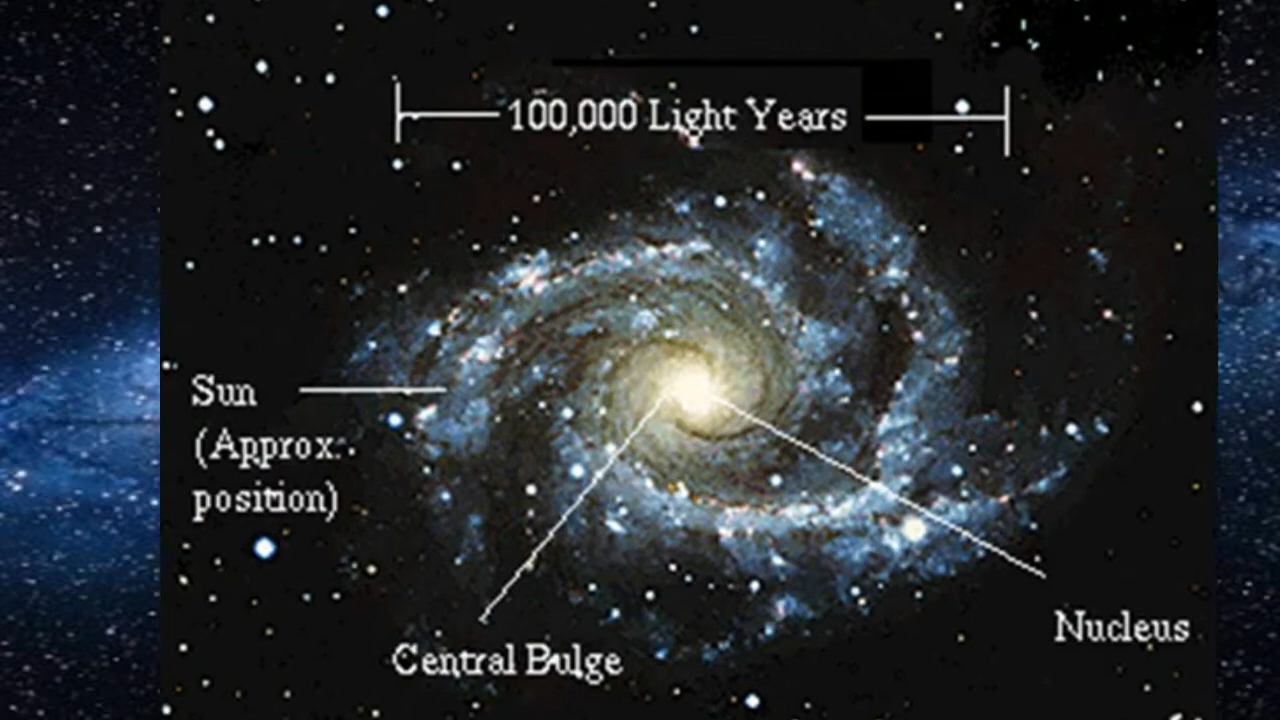 100,000 Light Years
Sun
(Approx.
position)
Central Bulge
Nucleus